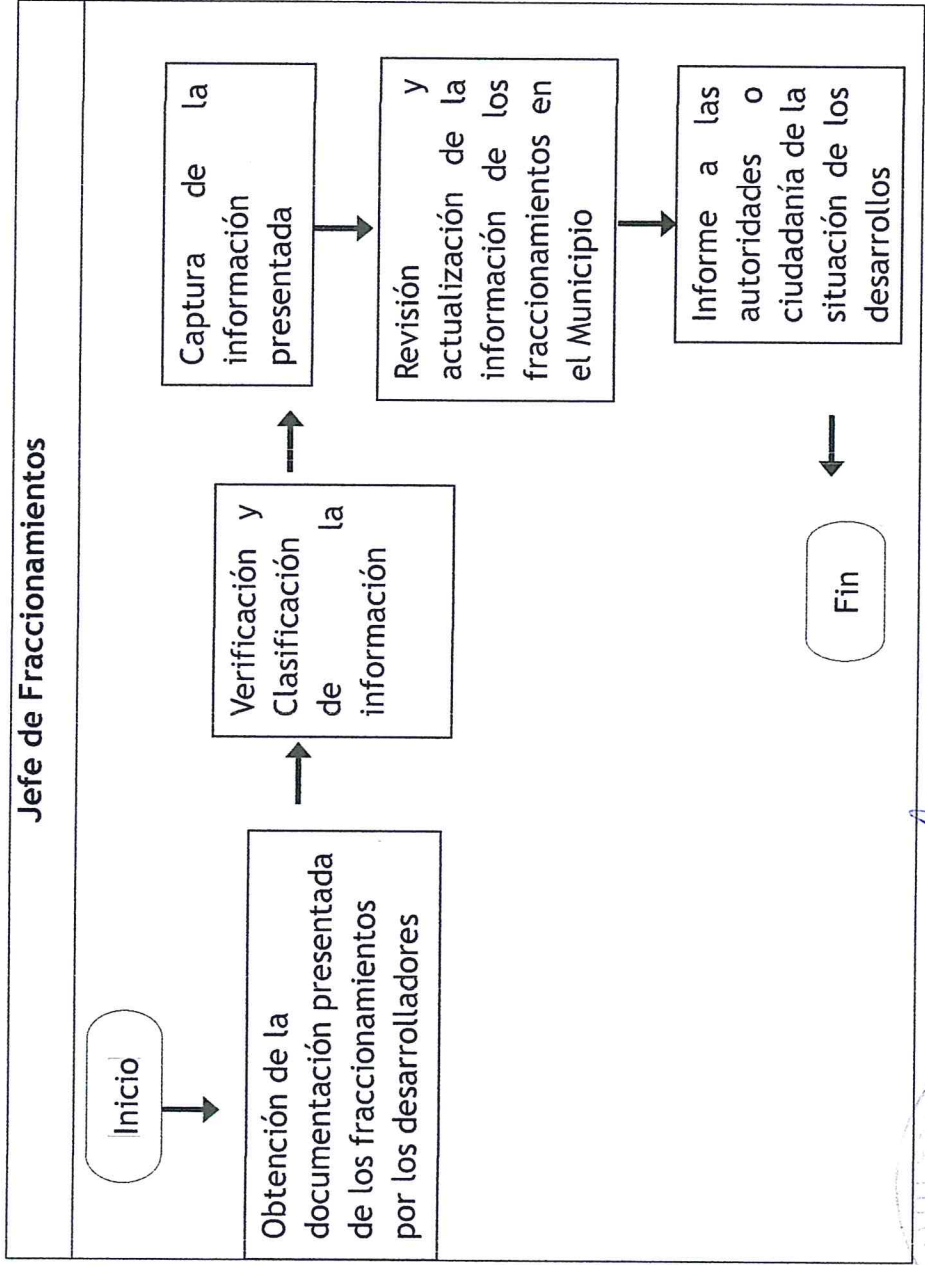 Jefe de Fraccionamientos
Inicio
Obtención de la
documentación presentada
de los fraccionamientos
por los desarrolladores
Verificación y
Clasificación
de la
información
Captura de la
información
presentada
Revisión y
actualización de la
información de los
fraccionamientos en
el Municipio
Informe a las
autoridades o
ciudadanía de la
situación de los
desarrollos
Fin